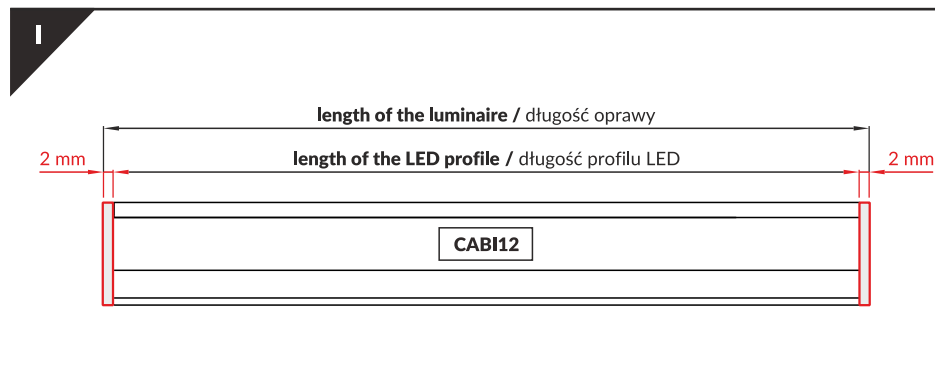 I
length of the luminaire / długość oprawy
2 mm
length of the LED profile / długość profilu LED
2 mm
CABI12